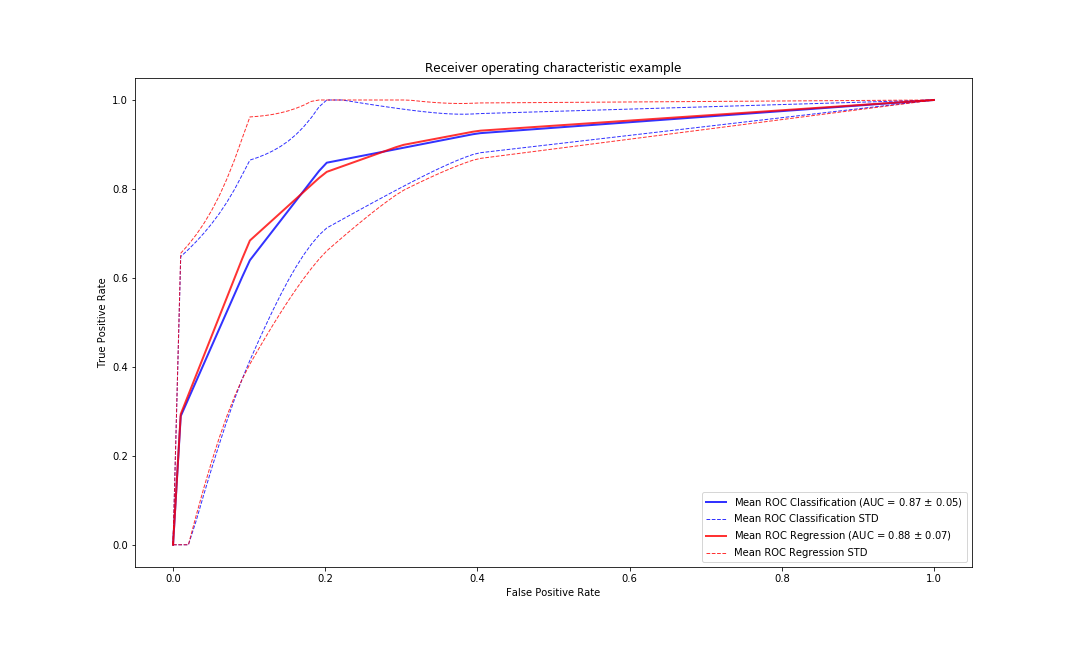 Receiver operating characteristic example
True Positive Rate
1.0
0.8
0.6
0.4
0.2
0.0
Mean ROC Classification (AUC = 0.87 ± 0.05)
Mean ROC Classification STD
Mean ROC Regression (AUC = 0.88 ± 0.07)
Mean ROC Regression STD
0.0 0.2 0.4 0.6 0.8 1.0
False Positive Rate